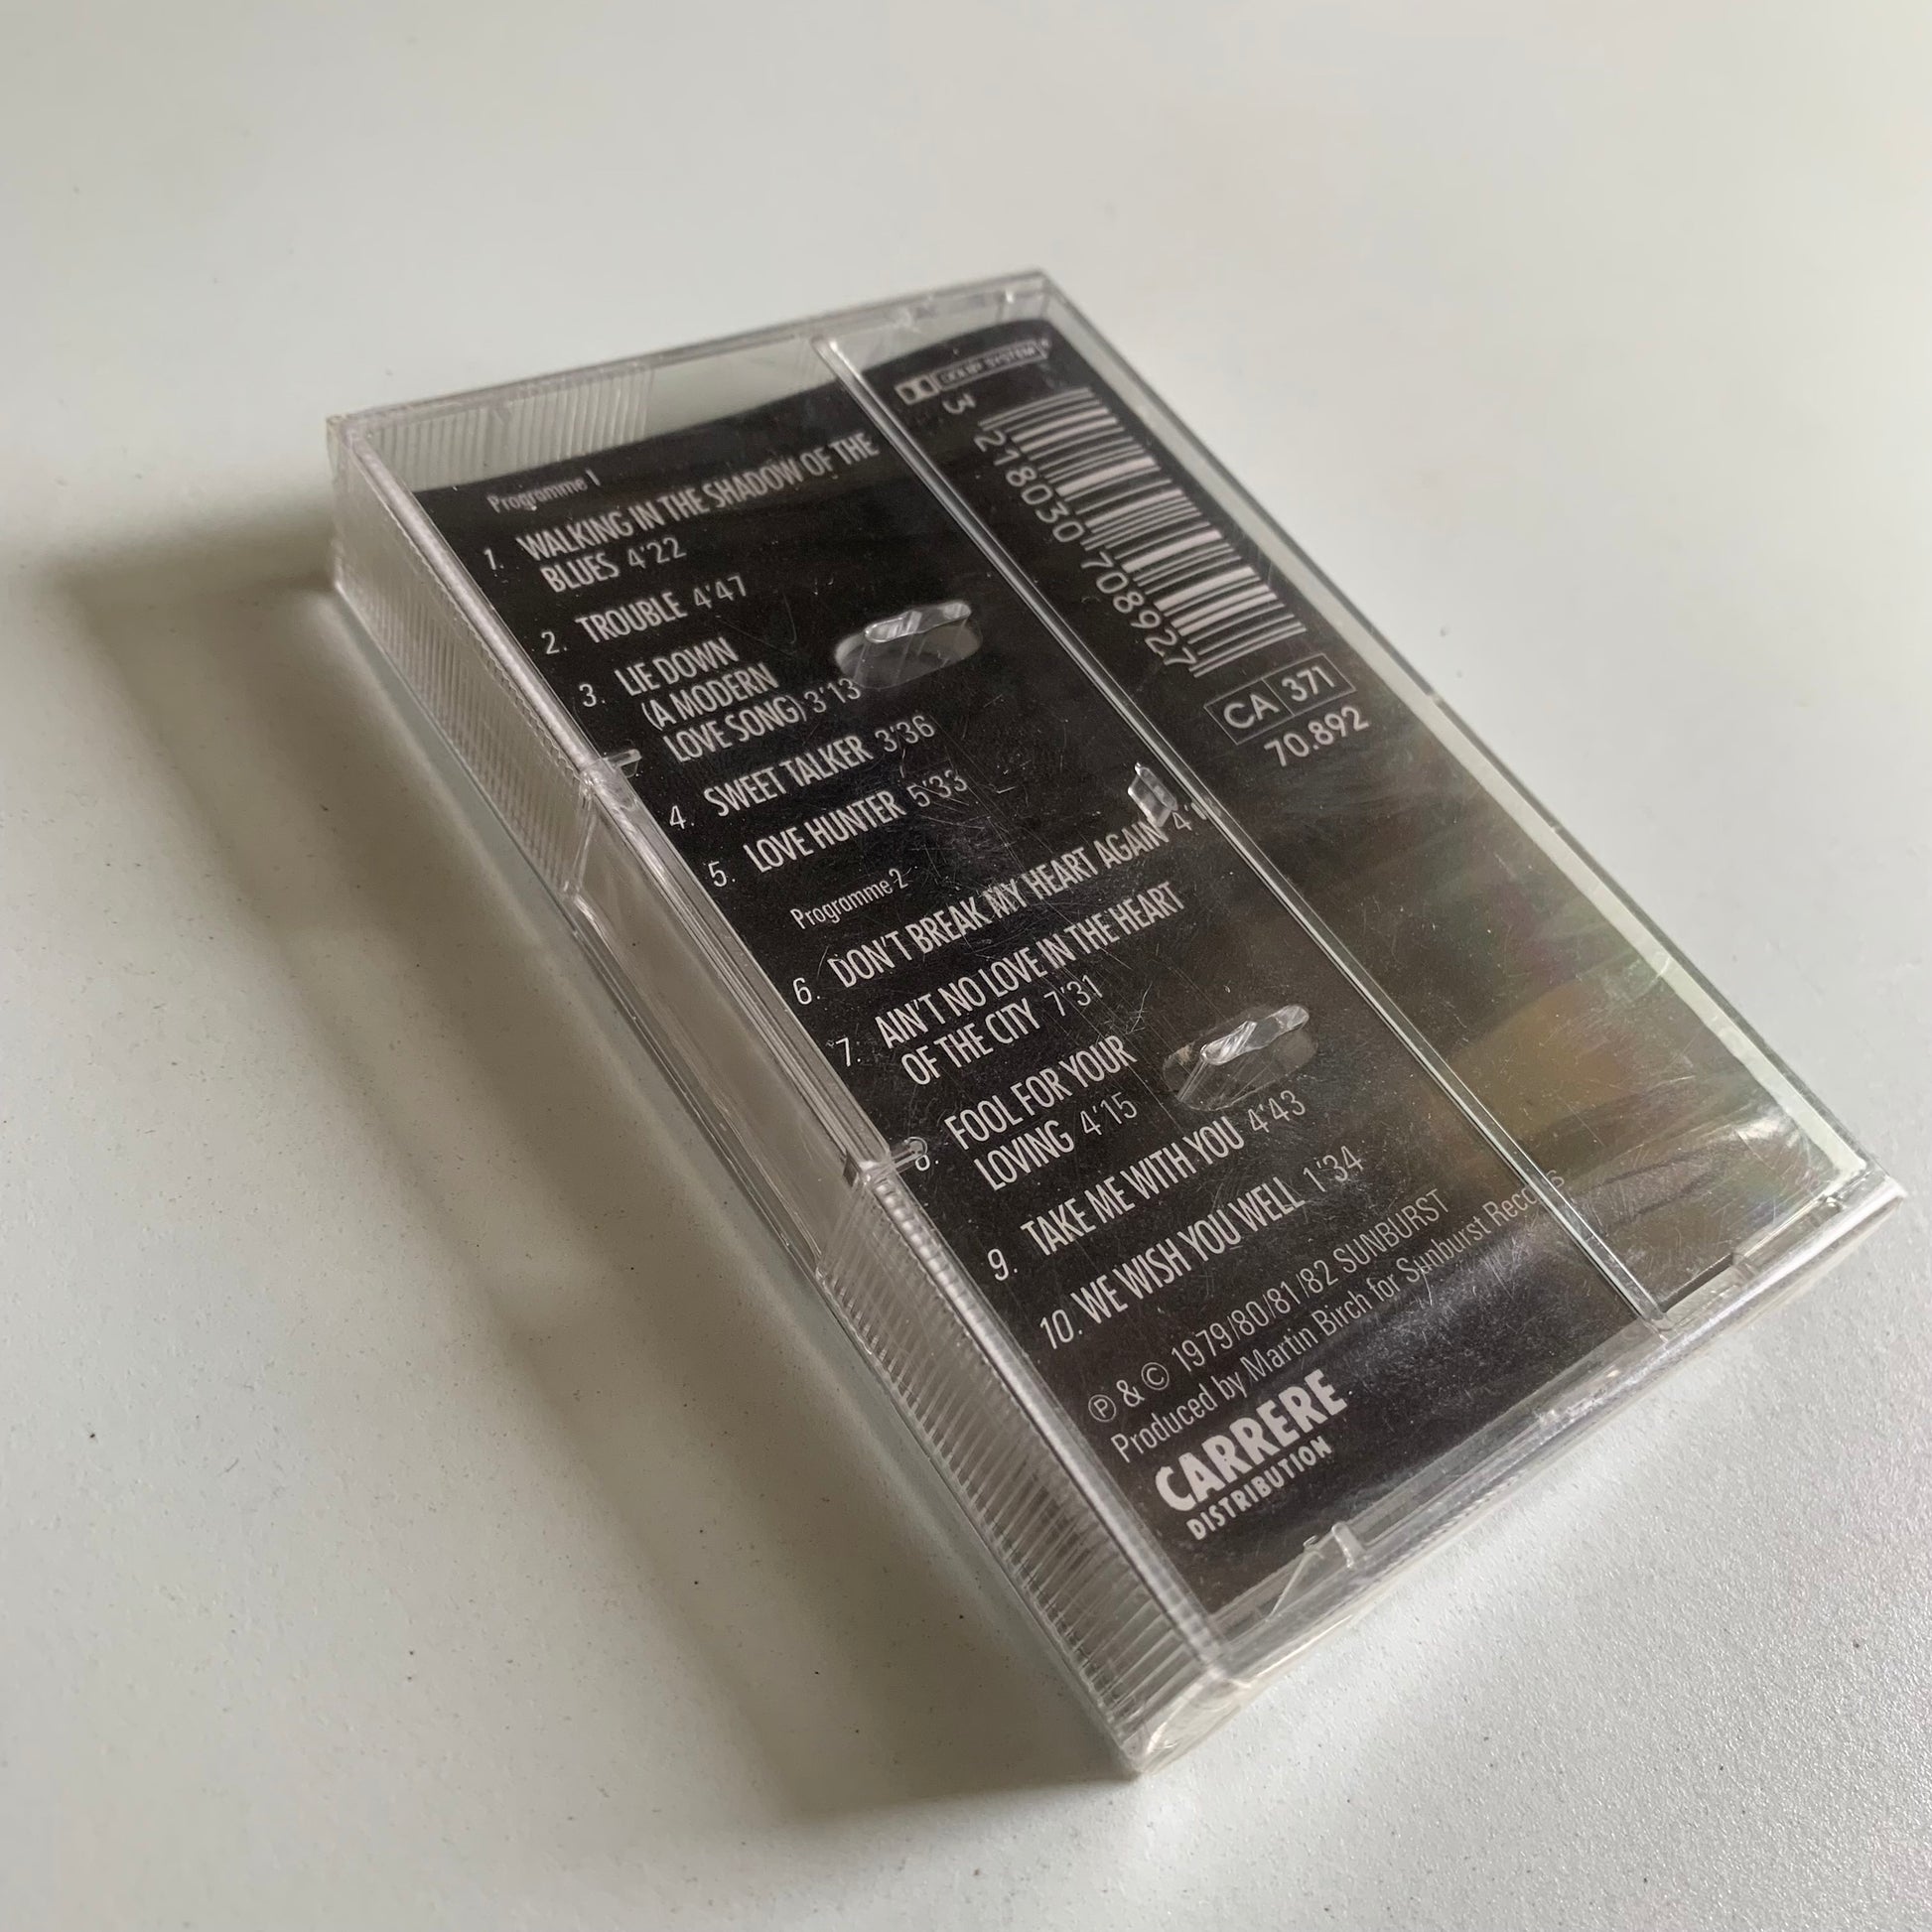 Programme 1
1. WALKING IN THE SHADOW OF THE
BLUES 4'22
2. TROUBLE 4'47
3. LIE DOWN
(A MODERN
LOVE SONG) 3'13
4. SWEET TALKER 3'36
5. LOVE HUNTER 5'33
Programme 2
6. DON'T BREAK MY HEART AGAIN
7. AIN'T NO LOVE IN THE HEART
OF THE CITY 7'31
8. FOOL FOR YOUR
LOVING 4'15
9. TAKE ME WITH YOU 4'43
10. WE WISH YOU WELL 1'34
℗ & © 1979/80/81/82 SUNBURST
Produced by Martin Birch for Sunburst Records
CARRERE
DISTRIBUTION
DOLBY SYSTEM
3 218030 708927
CA 371
70.892